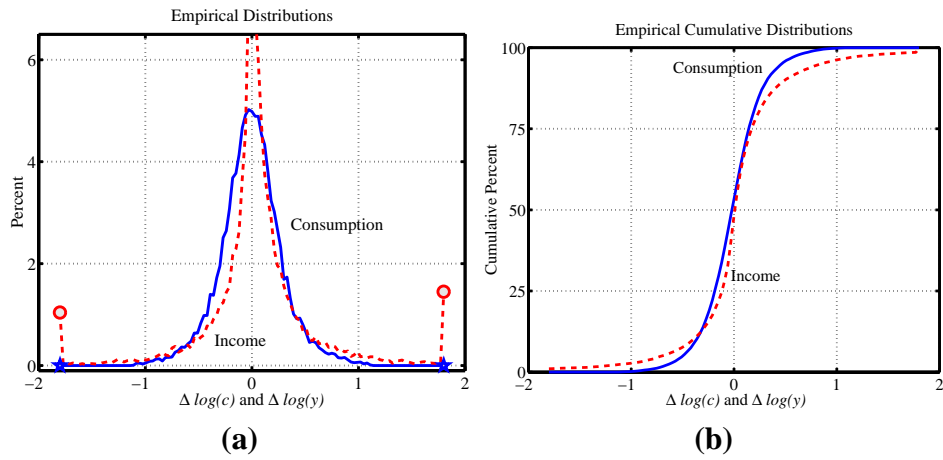 Empirical Distributions
6
4
2
0
Percent
Consumption
Income
−2
−1
0
1
2
Δ log(c) and Δ log(y)
(a)
Empirical Cumulative Distributions
100
75
50
25
0
Cumulative Percent
Consumption
Income
−2
−1
0
1
2
Δ log(c) and Δ log(y)
(b)